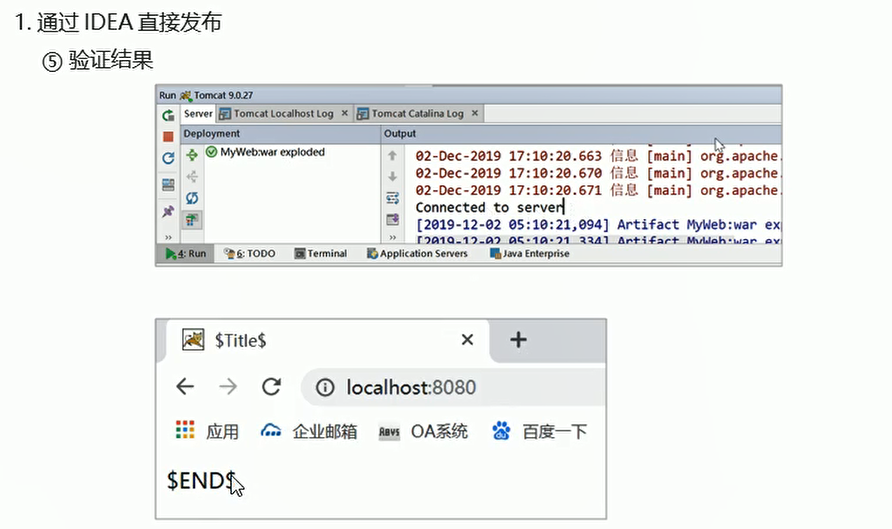 1. 通过 IDEA 直接发布
⑤ 验证结果
Run Tomcat 9.0.27
Server Tomcat Localhost Log × Tomcat Catalina Log ×
Deployment Output
MyWeb:war exploded
02-Dec-2019 17:10:20.663 信息 [main] org.apache.
02-Dec-2019 17:10:20.670 信息 [main] org.apache.
02-Dec-2019 17:10:20.671 信息 [main] org.apache.
Connected to server
[2019-12-02 05:10:21,094] Artifact MyWeb:war ex
[2019-12-02 05:10:21,334] Artifact MyWeb:war ex
4: Run 6: TODO Terminal Application Servers Java Enterprise
$Title$
localhost:8080
应用 企业邮箱 OA系统 百度一下
$END$